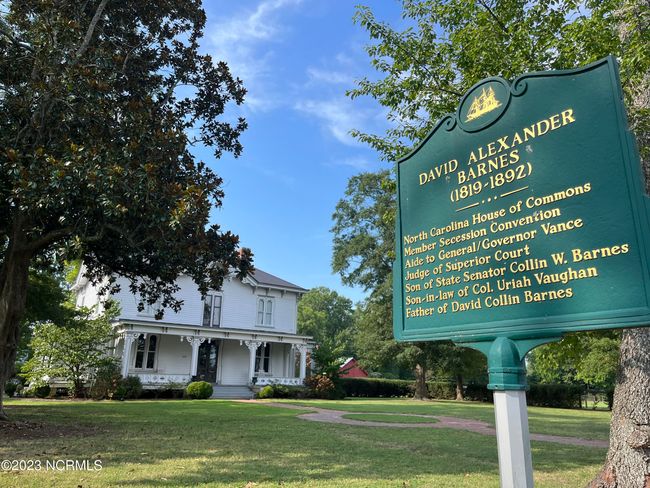 DAVID ALEXANDER
BARNES
(1819-1892)
North Carolina House of Commons
Member Secession Convention
Aide to General/Governor Vance
Judge of Superior Court
Son of State Senator Collin W. Barnes
Son-in-law of Col. Uriah Vaughan
Father of David Collin Barnes
©2023 NCRMLS